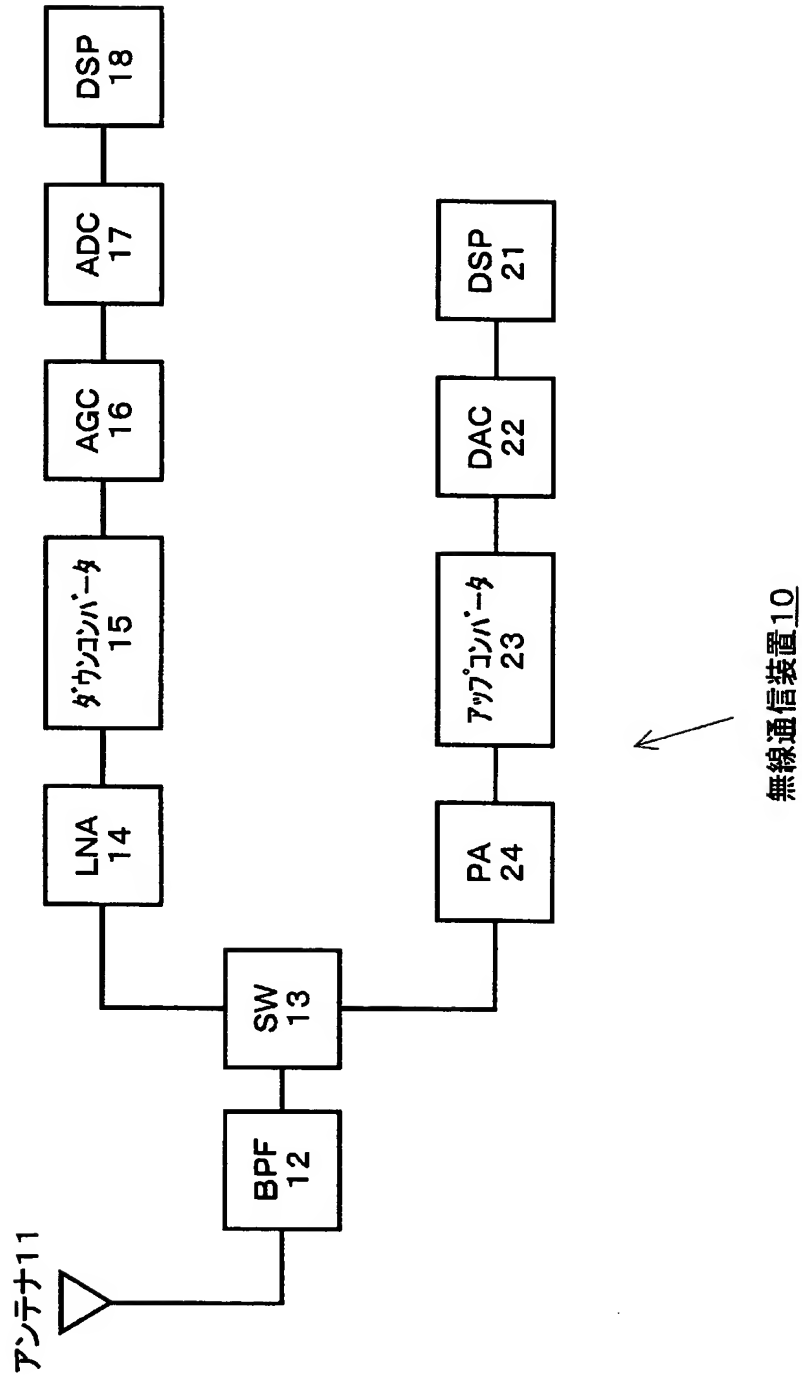 アンテナ11
BPF
12
SW
13
LNA
14
ダウンコンバータ
15
AGC
16
ADC
17
DSP
18
PA
24
アップコンバータ
23
DAC
22
DSP
21
無線通信装置10